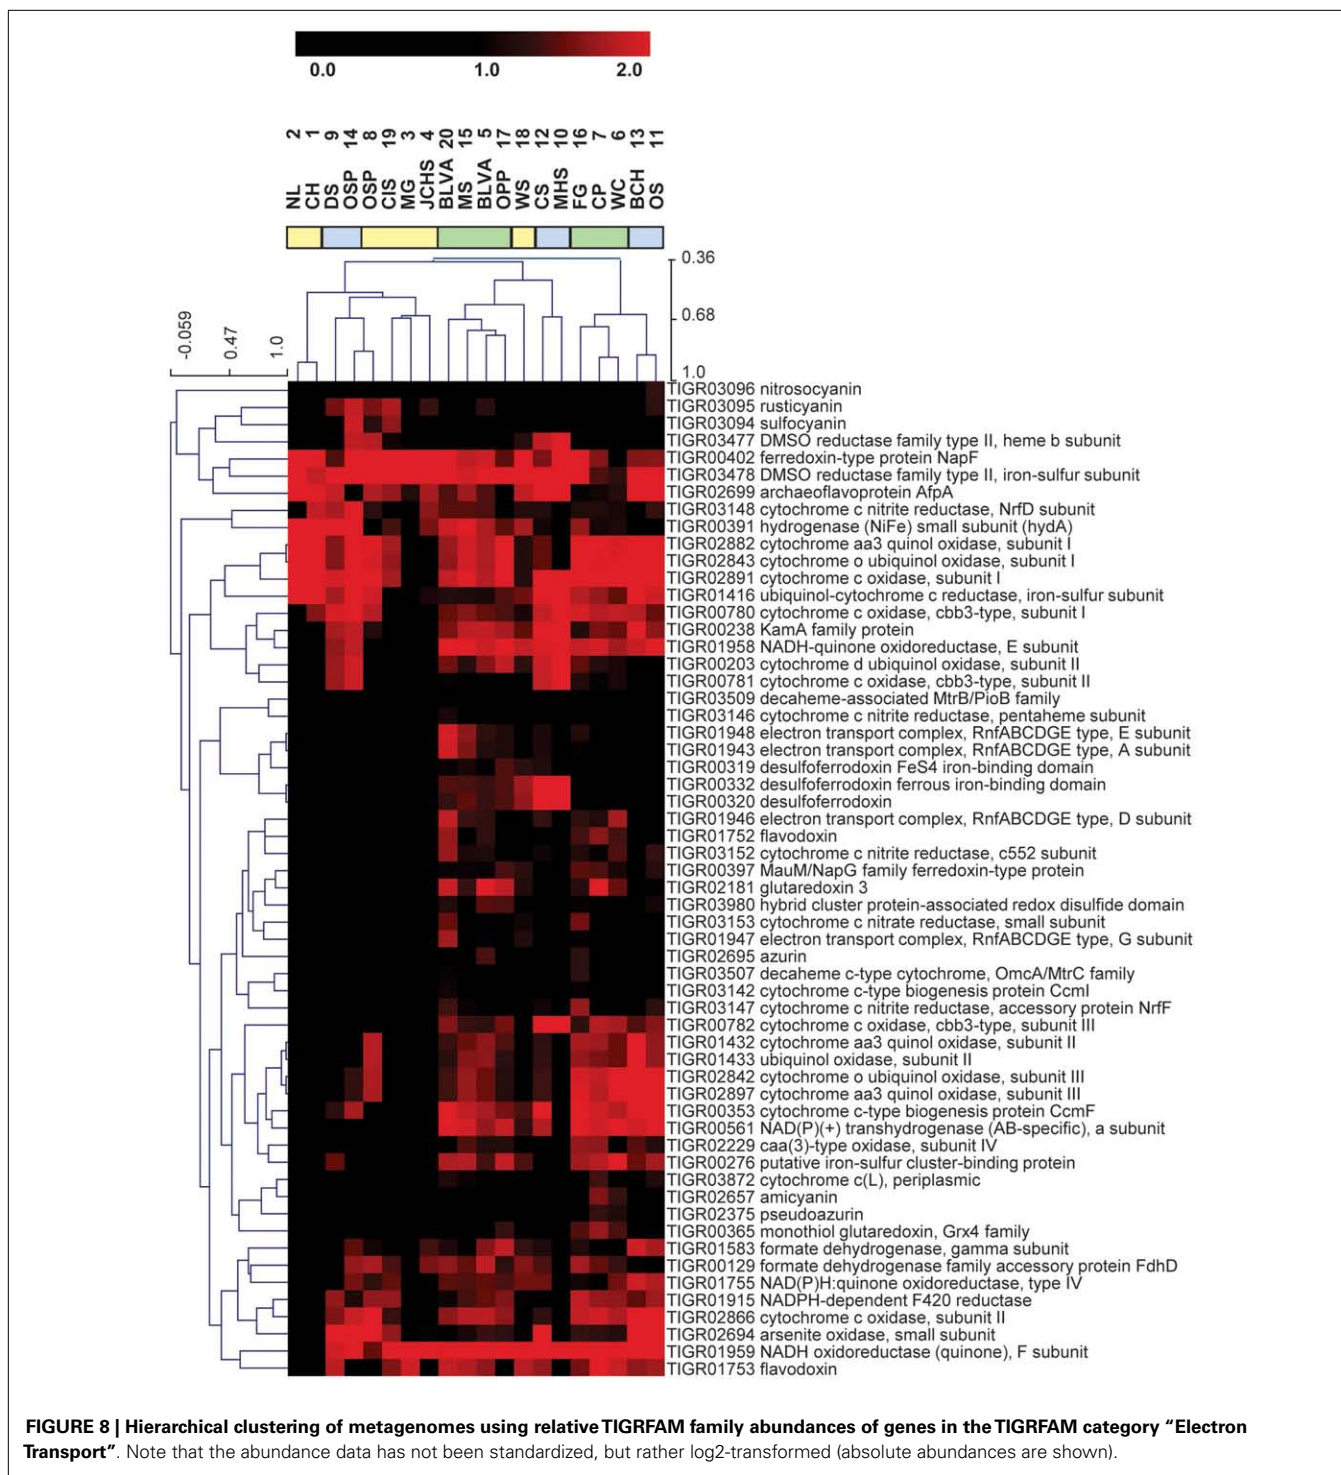 0.0 1.0 2.0
2 1 9 14 8 19 3 4 20 15 5 17 18 12 10 16 7 6 13 11
NL CH DS OSP OSP CIS MG JCHS BLVA MS BLVA OPP WS CS MHS FG CP WC BCH OS
0.36
0.68
1.0
-0.059 0.47 1.0
TIGR03096 nitrosocyanin
TIGR03095 rusticyanin
TIGR03094 sulfocyanin
TIGR03477 DMSO reductase family type II, heme b subunit
TIGR00402 ferredoxin-type protein NapF
TIGR03478 DMSO reductase family type II, iron-sulfur subunit
TIGR02699 archaeoflavoprotein AfpA
TIGR03148 cytochrome c nitrite reductase, NrfD subunit
TIGR00391 hydrogenase (NiFe) small subunit (hydA)
TIGR02882 cytochrome aa3 quinol oxidase, subunit I
TIGR02843 cytochrome o ubiquinol oxidase, subunit I
TIGR02891 cytochrome c oxidase, subunit I
TIGR01416 ubiquinol-cytochrome c reductase, iron-sulfur subunit
TIGR00780 cytochrome c oxidase, cbb3-type, subunit I
TIGR00238 KamA family protein
TIGR01958 NADH-quinone oxidoreductase, E subunit
TIGR00203 cytochrome d ubiquinol oxidase, subunit II
TIGR00781 cytochrome c oxidase, cbb3-type, subunit II
TIGR03509 decaheme-associated MtrB/PioB family
TIGR03146 cytochrome c nitrite reductase, pentaheme subunit
TIGR01948 electron transport complex, RnfABCDGE type, E subunit
TIGR01943 electron transport complex, RnfABCDGE type, A subunit
TIGR00319 desulfoferrodoxin FeS4 iron-binding domain
TIGR00332 desulfoferrodoxin ferrous iron-binding domain
TIGR00320 desulfoferrodoxin
TIGR01946 electron transport complex, RnfABCDGE type, D subunit
TIGR01752 flavodoxin
TIGR03152 cytochrome c nitrite reductase, c552 subunit
TIGR00397 MauM/NapG family ferredoxin-type protein
TIGR02181 glutaredoxin 3
TIGR03980 hybrid cluster protein-associated redox disulfide domain
TIGR03153 cytochrome c nitrate reductase, small subunit
TIGR01947 electron transport complex, RnfABCDGE type, G subunit
TIGR02695 azurin
TIGR03507 decaheme c-type cytochrome, OmcA/MtrC family
TIGR03142 cytochrome c-type biogenesis protein CcmI
TIGR03147 cytochrome c nitrite reductase, accessory protein NrfF
TIGR00782 cytochrome c oxidase, cbb3-type, subunit III
TIGR01432 cytochrome aa3 quinol oxidase, subunit II
TIGR01433 ubiquinol oxidase, subunit II
TIGR02842 cytochrome o ubiquinol oxidase, subunit III
TIGR02897 cytochrome aa3 quinol oxidase, subunit III
TIGR00353 cytochrome c-type biogenesis protein CcmF
TIGR00561 NAD(P)(+) transhydrogenase (AB-specific), a subunit
TIGR02229 caa(3)-type oxidase, subunit IV
TIGR00276 putative iron-sulfur cluster-binding protein
TIGR03872 cytochrome c(L), periplasmic
TIGR02657 amicyanin
TIGR02375 pseudoazurin
TIGR00365 monothiol glutaredoxin, Grx4 family
TIGR01583 formate dehydrogenase, gamma subunit
TIGR00129 formate dehydrogenase family accessory protein FdhD
TIGR01755 NAD(P)H:quinone oxidoreductase, type IV
TIGR01915 NADPH-dependent F420 reductase
TIGR02866 cytochrome c oxidase, subunit II
TIGR02694 arsenite oxidase, small subunit
TIGR01959 NADH oxidoreductase (quinone), F subunit
TIGR01753 flavodoxin
FIGURE 8 | Hierarchical clustering of metagenomes using relative TIGRFAM family abundances of genes in the TIGRFAM category “Electron
Transport”. Note that the abundance data has not been standardized, but rather log2-transformed (absolute abundances are shown).